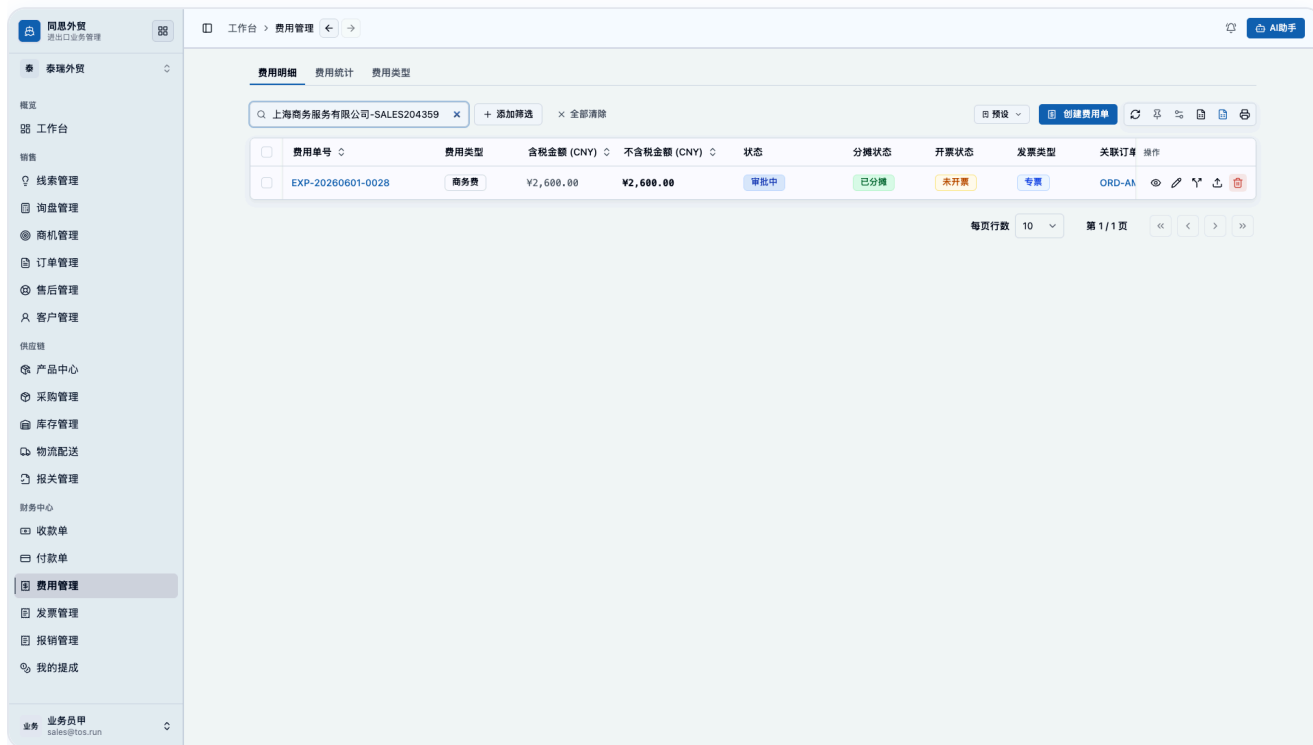 同思外贸
进出口业务管理
泰 泰瑞外贸
概览
工作台
销售
线索管理
询盘管理
商机管理
订单管理
售后管理
客户管理
供应链
产品中心
采购管理
库存管理
物流配送
报关管理
财务中心
收款单
付款单
费用管理
发票管理
报销管理
我的提成
业务 业务员甲
sales@tos.run
工作台 > 费用管理
AI助手
费用明细 费用统计 费用类型
上海商务服务有限公司-SALES204359 添加筛选 全部清除 预设 创建费用单
费用单号 费用类型 含税金额 (CNY) 不含税金额 (CNY) 状态 分摊状态 开票状态 发票类型 关联订单 操作
EXP-20260601-0028 商务费 ¥2,600.00 ¥2,600.00 审批中 已分摊 未开票 专票 ORD-AM
每页行数 10 第 1 / 1 页